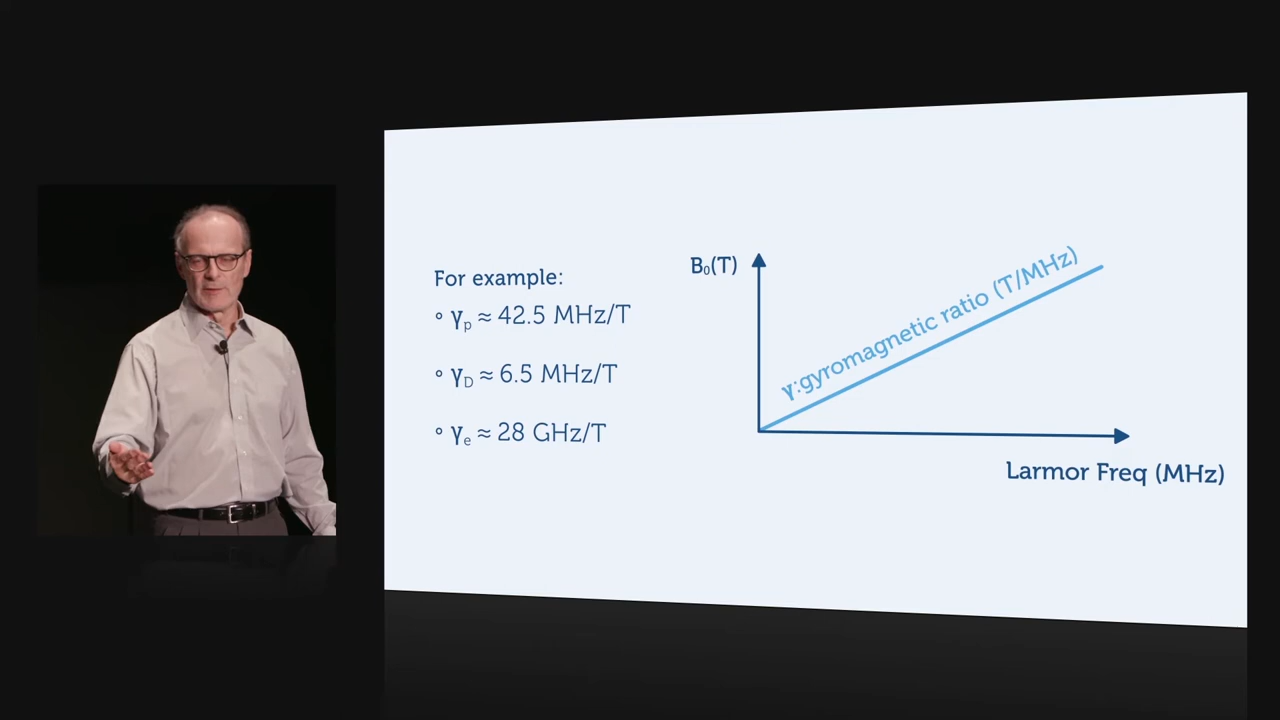 For example:
° γp ≈ 42.5 MHz/T
° γD ≈ 6.5 MHz/T
° γe ≈ 28 GHz/T
B₀(T)
γ:gyromagnetic ratio (T/MHz)
Larmor Freq (MHz)